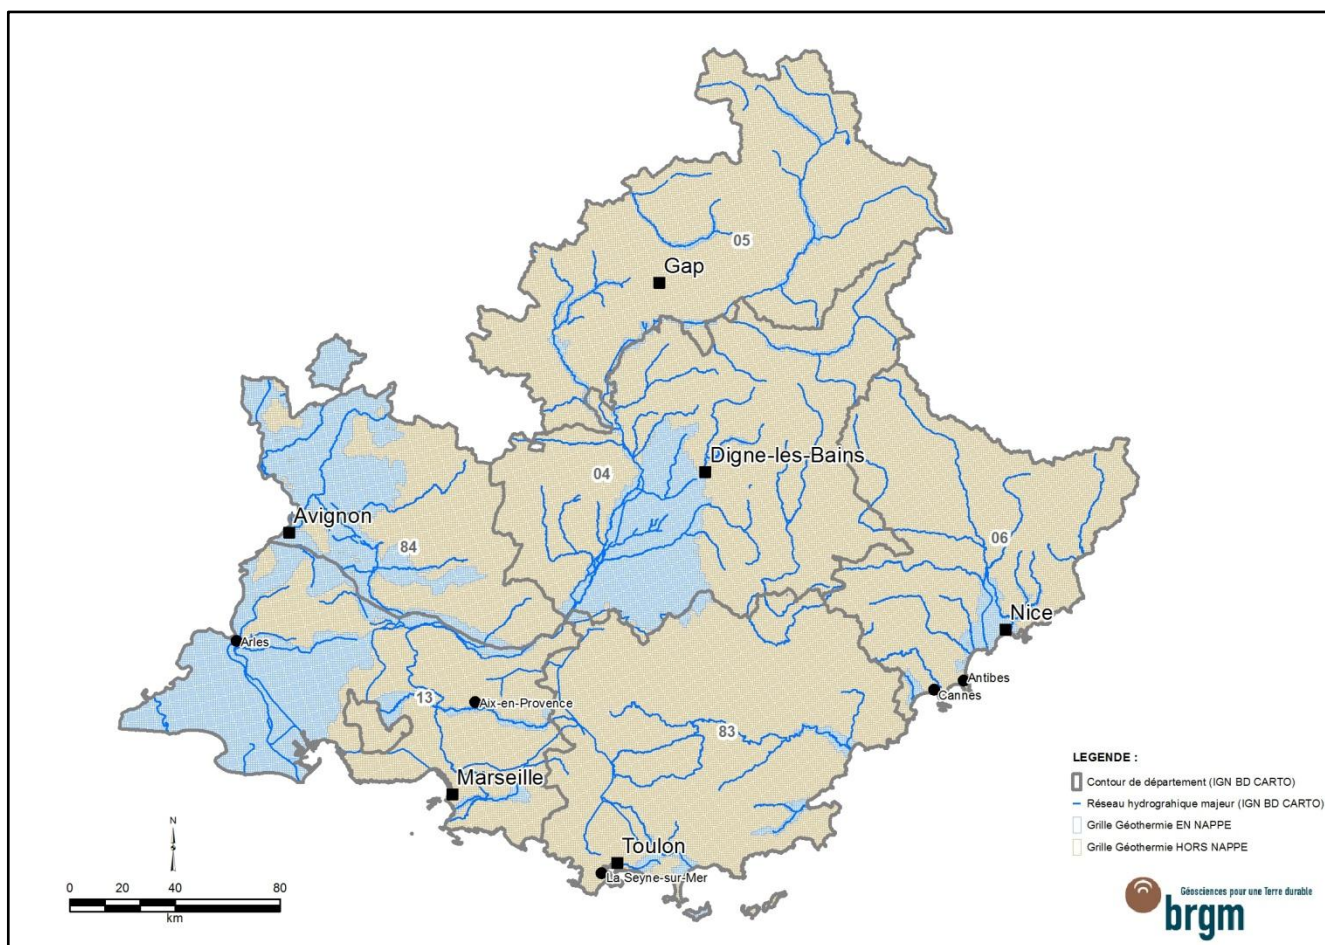 05
Gap
Digne-les-Bains
04
Avignon
84
06
Nice
Arles
Antibes
Cannes
13
Aix-en-Provence
83
Marseille
Toulon
La Seyne-sur-Mer
N
S
0 20 40 80
km
LEGENDE :
Contour de département (IGN BD CARTO)
Réseau hydrograhique majeur (IGN BD CARTO)
Grille Géothermie EN NAPPE
Grille Géothermie HORS NAPPE
Géosciences pour une Terre durable
brgm